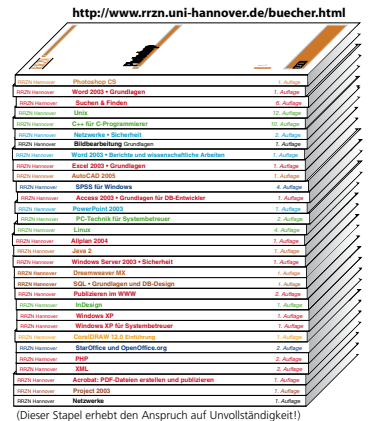 http://www.rrzn.uni-hannover.de/buecher.html
RRZN Hannover Photoshop CS 1. Auflage
RRZN Hannover Word 2003 • Grundlagen 1. Auflage
RRZN Hannover Suchen & Finden 6. Auflage
RRZN Hannover Unix 12. Auflage
RRZN Hannover C++ für C-Programmierer 10. Auflage
RRZN Hannover Netzwerke • Sicherheit 2. Auflage
RRZN Hannover Bildbearbeitung Grundlagen 1. Auflage
RRZN Hannover Word 2003 • Berichte und wissenschaftliche Arbeiten 1. Auflage
RRZN Hannover Excel 2003 • Grundlagen 1. Auflage
RRZN Hannover AutoCAD 2005 1. Auflage
RRZN Hannover SPSS für Windows 4. Auflage
RRZN Hannover Access 2003 • Grundlagen für DB-Entwickler 1. Auflage
RRZN Hannover PowerPoint 2003 1. Auflage
RRZN Hannover PC-Technik für Systembetreuer 2. Auflage
RRZN Hannover Linux 4. Auflage
RRZN Hannover Allplan 2004 1. Auflage
RRZN Hannover Java 2 1. Auflage
RRZN Hannover Windows Server 2003 • Sicherheit 1. Auflage
RRZN Hannover Dreamweaver MX 1. Auflage
RRZN Hannover SQL • Grundlagen und DB-Design 1. Auflage
RRZN Hannover Publizieren im WWW 2. Auflage
RRZN Hannover InDesign 1. Auflage
RRZN Hannover Windows XP 1. Auflage
RRZN Hannover Windows XP für Systembetreuer 1. Auflage
RRZN Hannover CorelDRAW 12.0 Einführung 1. Auflage
RRZN Hannover StarOffice und OpenOffice.org 2. Auflage
RRZN Hannover PHP 2. Auflage
RRZN Hannover XML 2. Auflage
RRZN Hannover Acrobat: PDF-Dateien erstellen und publizieren 1. Auflage
RRZN Hannover Project 2003 1. Auflage
RRZN Hannover Netzwerke 1. Auflage
(Dieser Stapel erhebt den Anspruch auf Unvollständigkeit!)